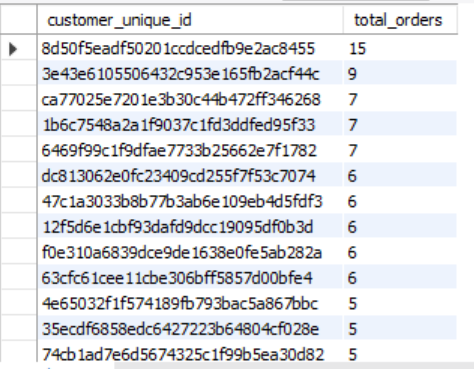 customer_unique_id total_orders
8d50f5eadf50201ccdcedfb9e2ac8455 15
3e43e6105506432c953e165fb2acf44c 9
ca77025e7201e3b30c44b472ff346268 7
1b6c7548a2a1f9037c1fd3ddfed95f33 7
6469f99c1f9dfae7733b25662e7f1782 7
dc813062e0fc23409cd255f7f53c7074 6
47c1a3033b8b77b3ab6e109eb4d5fdf3 6
12f5d6e1cbf93dafd9dcc19095df0b3d 6
f0e310a6839dce9de1638e0fe5ab282a 6
63cfc61cee11cbe306bff5857d00bfe4 6
4e65032f1f574189fb793bac5a867bbc 5
35ecdf6858edc6427223b64804cf028e 5
74cb1ad7e6d5674325c1f99b5ea30d82 5